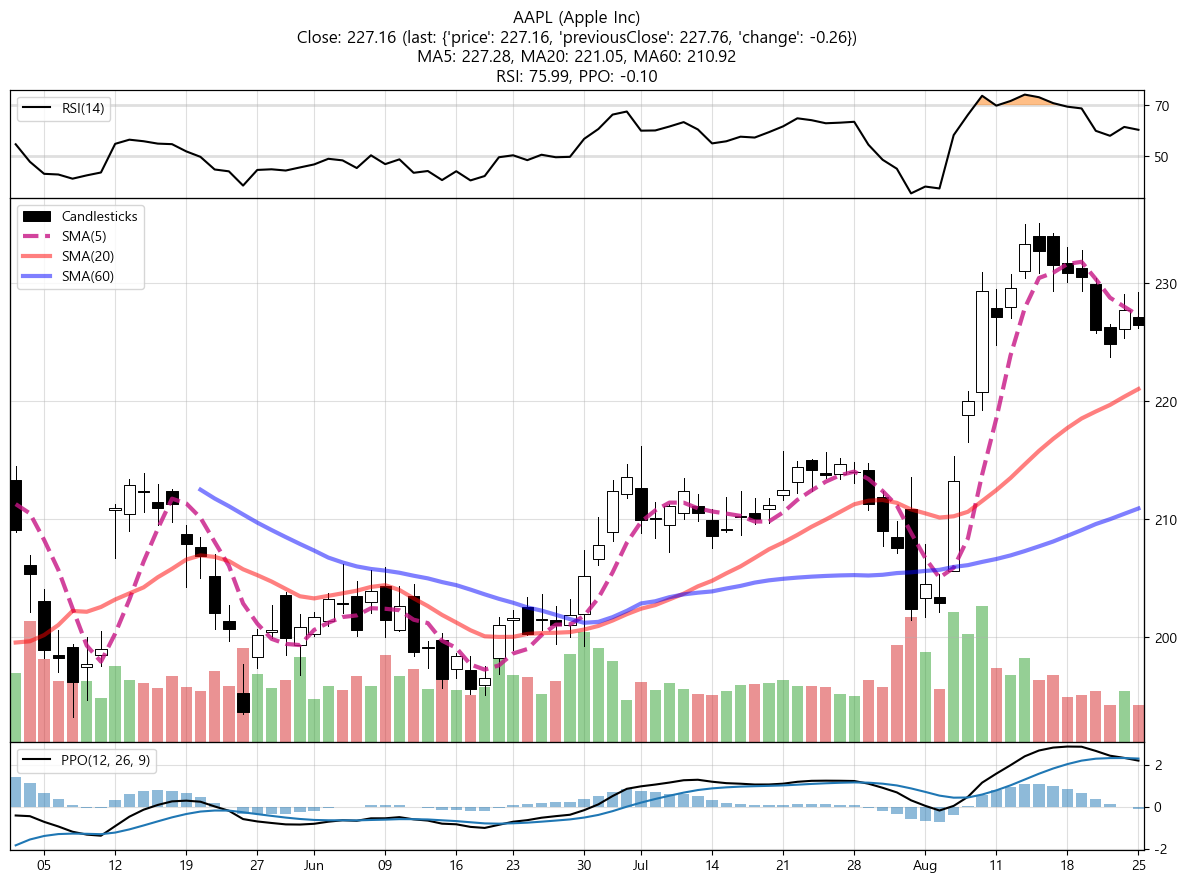 AAPL (Apple Inc)
Close: 227.16 (last: {'price': 227.16, 'previousClose': 227.76, 'change': -0.26})
MA5: 227.28, MA20: 221.05, MA60: 210.92
RSI: 75.99, PPO: -0.10
RSI(14)
70
50
Candlesticks
SMA(5)
SMA(20)
SMA(60)
230
220
210
200
PPO(12, 26, 9)
2
0
-2
05 12 19 27 Jun 09 16 23 30 Jul 14 21 28 Aug 11 18 25